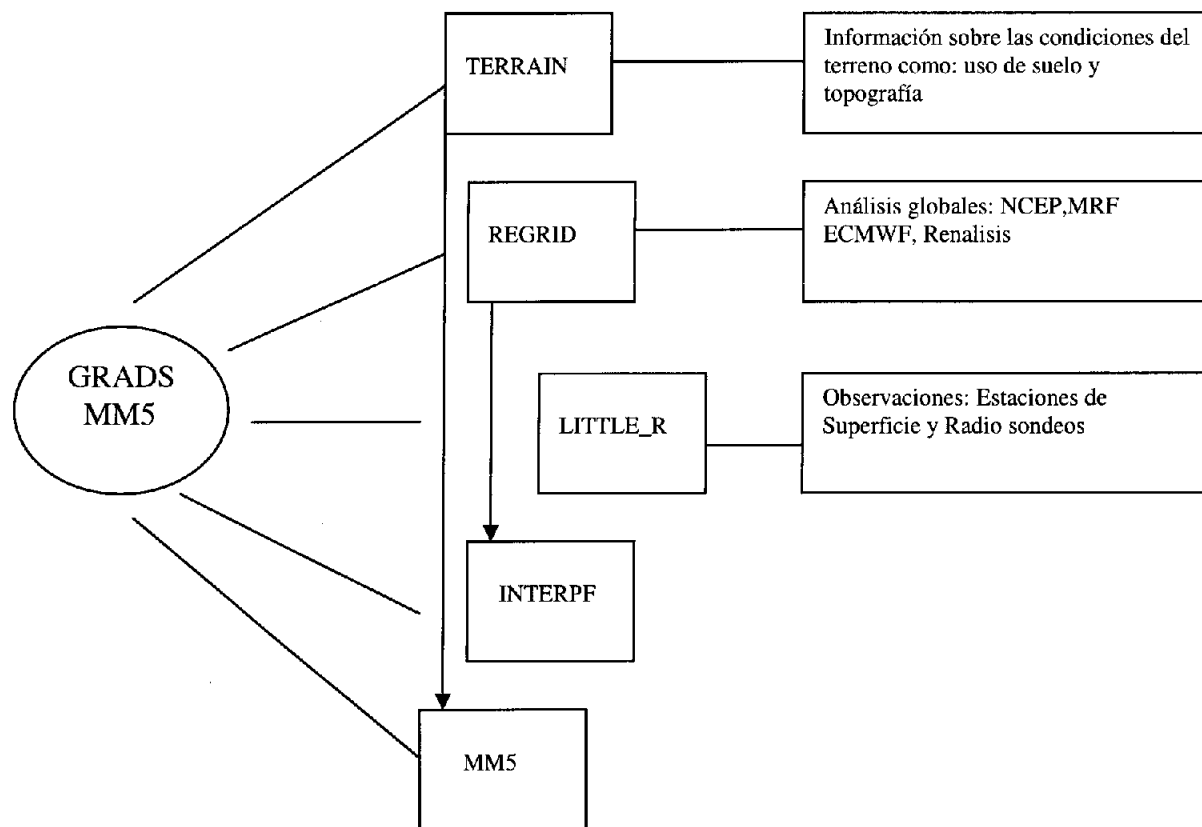 TERRAIN
Información sobre las condiciones del
terreno como: uso de suelo y
topografía
REGRID
Análisis globales: NCEP,MRF
ECMWF, Renalisis
GRADS
MM5
LITTLE_R
Observaciones: Estaciones de
Superficie y Radio sondeos
INTERPF
MM5